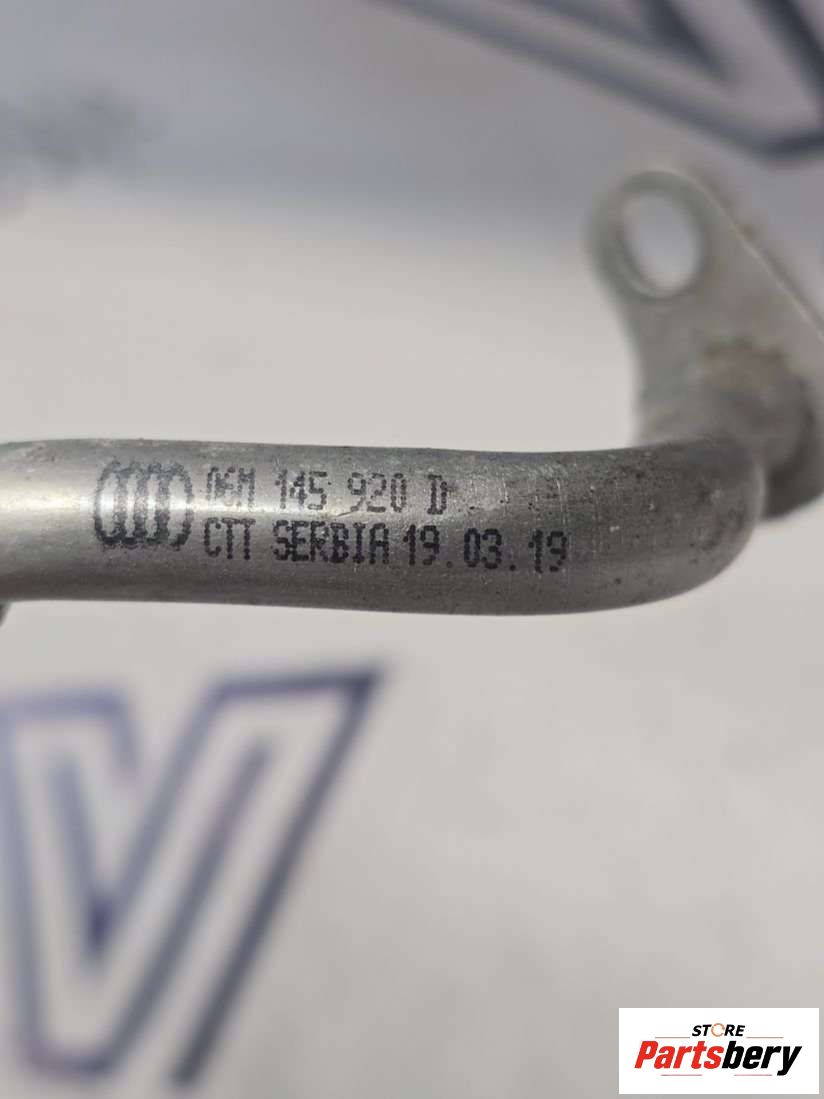 06M 145 920 D
CTT SERBIA 19.03.19
STORE
Partsbery